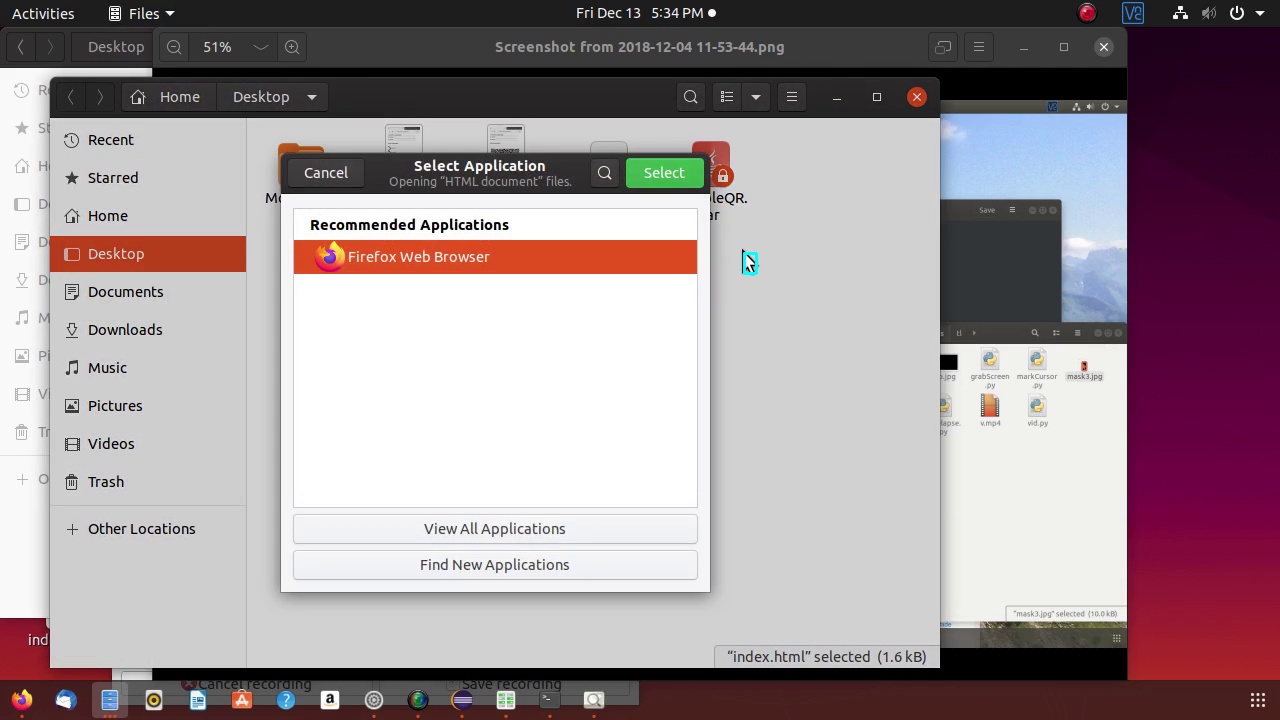 Activities
Files
Fri Dec 13 5:34 PM
Desktop
51%
Screenshot from 2018-12-04 11-53-44.png
Home
Desktop
Recent
Starred
Home
Desktop
Documents
Downloads
Music
Pictures
Videos
Trash
Other Locations
Cancel
Select Application
Opening “HTML document” files.
Select
Recommended Applications
Firefox Web Browser
View All Applications
Find New Applications
“index.html” selected (1.6 kB)
Save
grabScreen
.py
markCursor
.py
mask3.jpg
v.mp4
vid.py
"mask3.jpg" selected (10.0 kB)
Cancel recording
Save recording